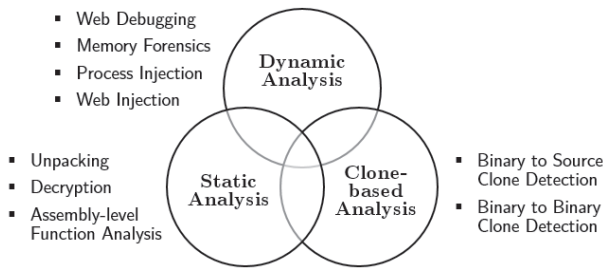 ▪ Web Debugging
▪ Memory Forensics
▪ Process Injection
▪ Web Injection
Dynamic
Analysis
▪ Unpacking
▪ Decryption
▪ Assembly-level
Function Analysis
Static
Analysis
Clone-
based
Analysis
▪ Binary to Source
Clone Detection
▪ Binary to Binary
Clone Detection